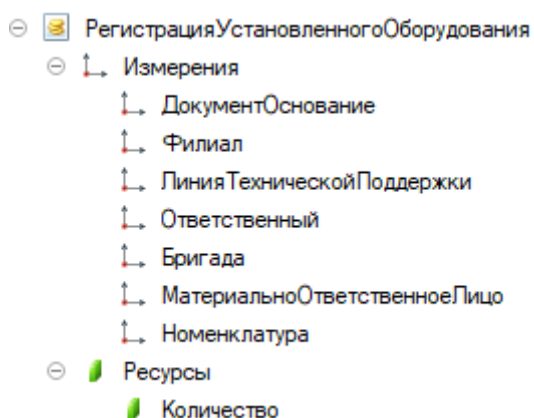 РегистрацияУстановленногоОборудования
Измерения
ДокументОснование
Филиал
ЛинияТехническойПоддержки
Ответственный
Бригада
МатериальноОтветственноеЛицо
Номенклатура
Ресурсы
Количество